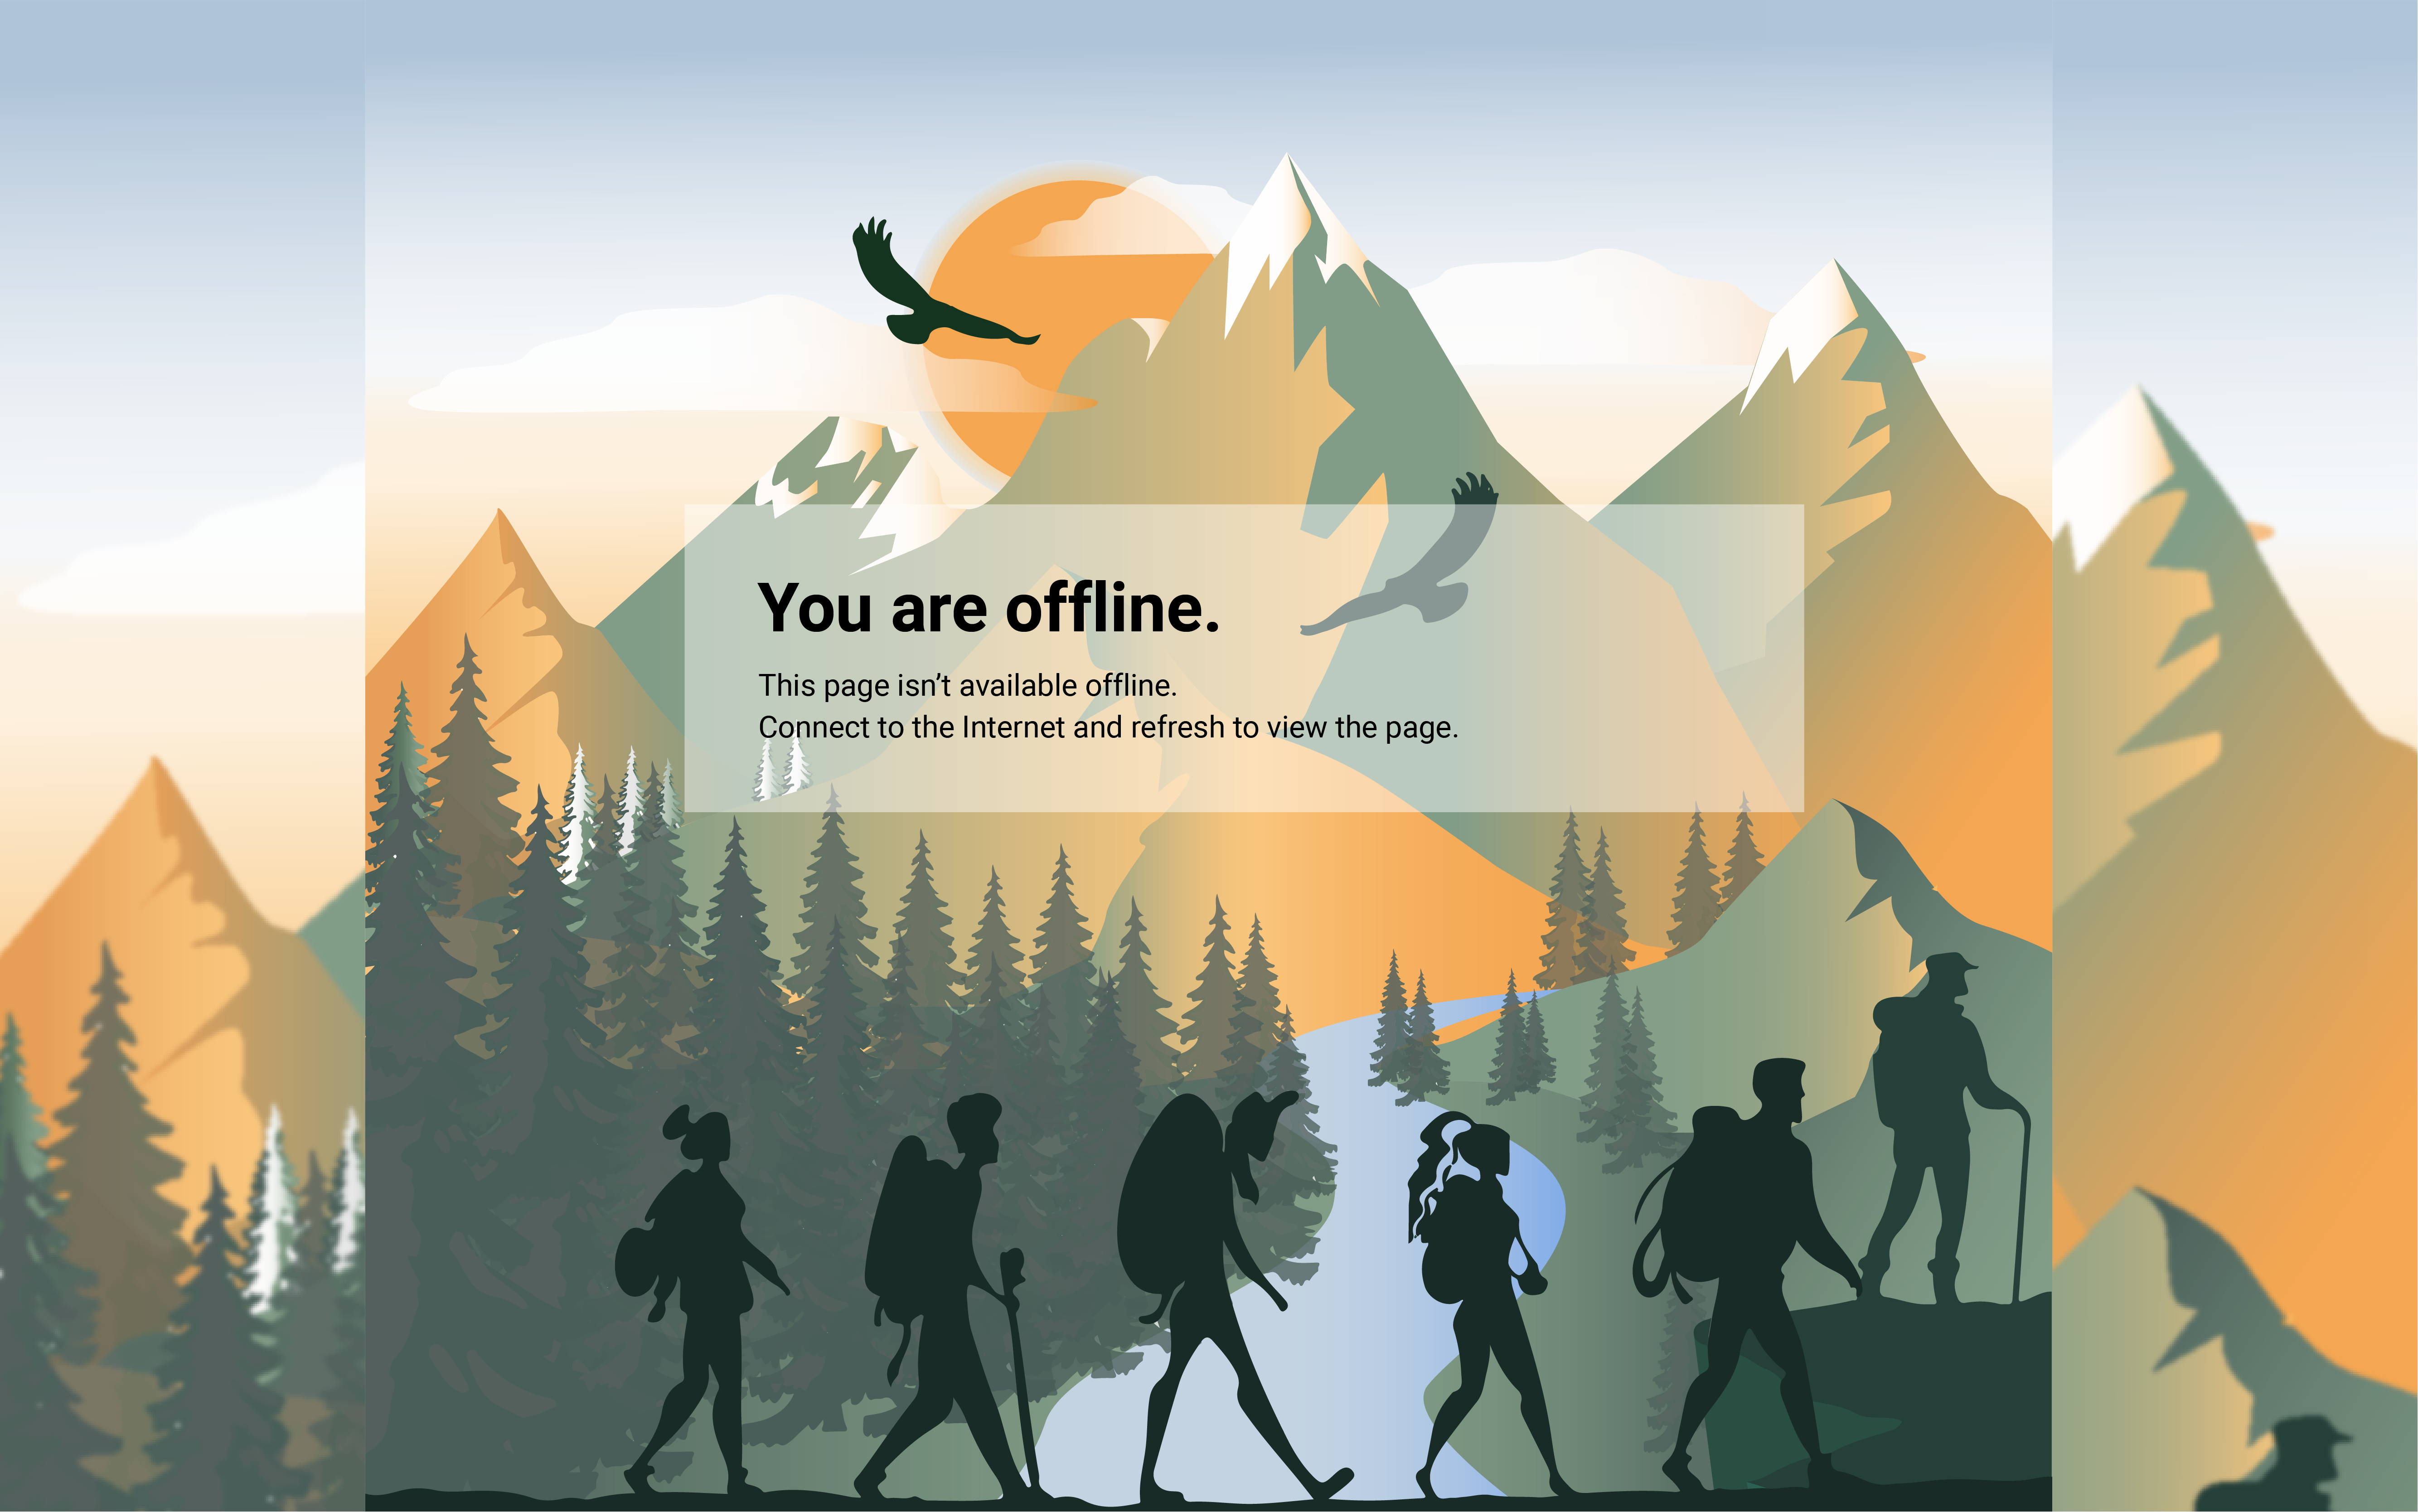 You are offline.
This page isn’t available offline.
Connect to the Internet and refresh to view the page.